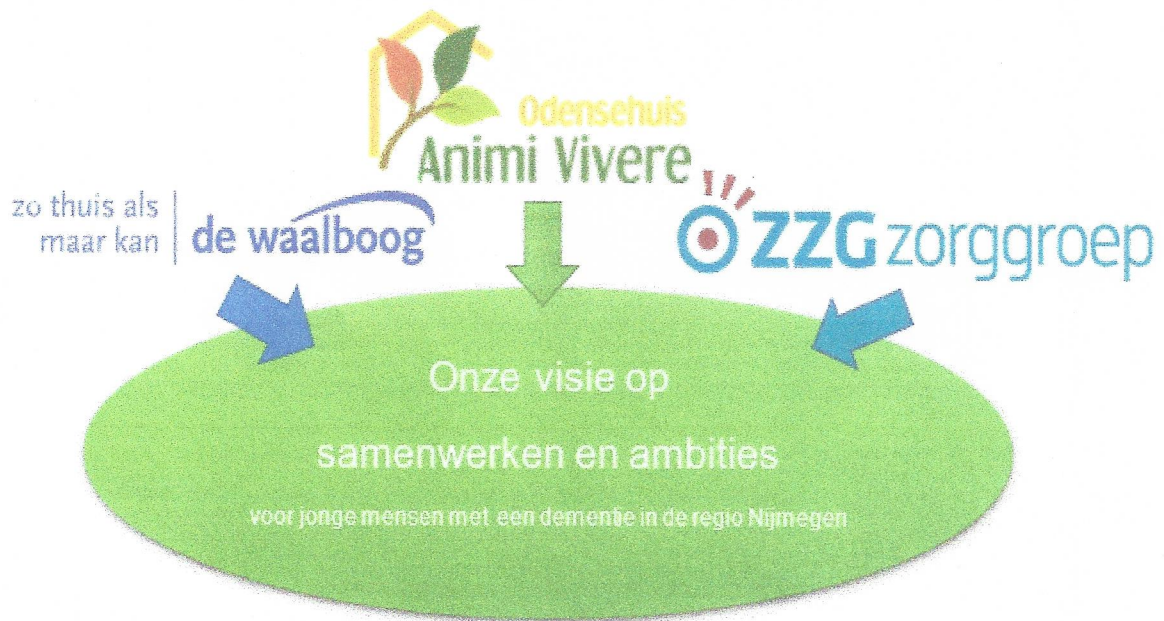 Odensehuis
Animi Vivere
zo thuis als
maar kan
de waalboog
ZZG zorggroep
Onze visie op
samenwerken en ambities
voor jonge mensen met een dementie in de regio Nijmegen